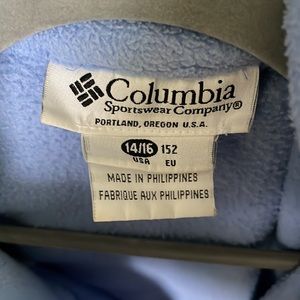 Columbia
Sportswear Company®
PORTLAND, OREGON U.S.A.
14/16 152
USA EU
MADE IN PHILIPPINES
FABRIQUE AUX PHILIPPINES